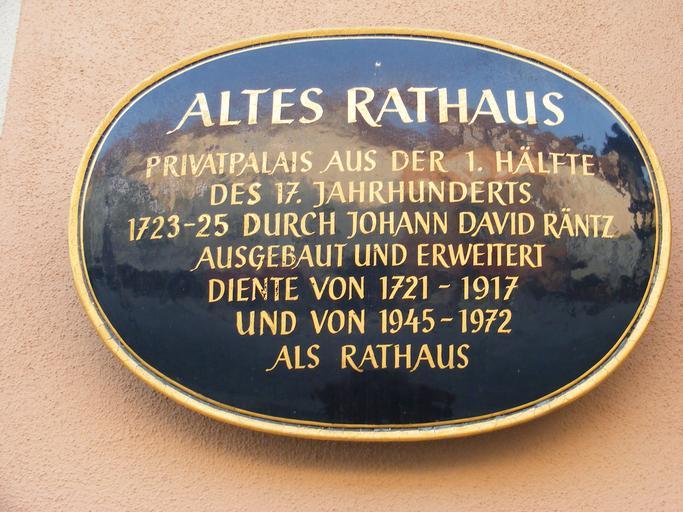 ALTES RATHAUS
PRIVATPALAIS AUS DER 1. HÄLFTE
DES 17. JAHRHUNDERTS
1723-25 DURCH JOHANN DAVID RÄNTZ
AUSGEBAUT UND ERWEITERT
DIENTE VON 1721 - 1917
UND VON 1945-1972
ALS RATHAUS